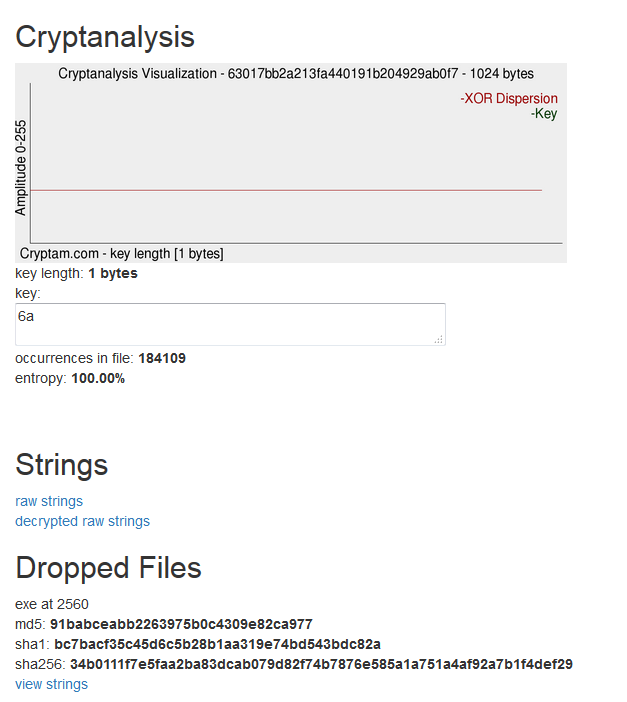 Cryptanalysis
Cryptanalysis Visualization - 63017bb2a213fa440191b204929ab0f7 - 1024 bytes
-XOR Dispersion
-Key
Amplitude 0-255
Cryptam.com - key length [1 bytes]
key length: 1 bytes
key:
6a
occurrences in file: 184109
entropy: 100.00%
Strings
raw strings
decrypted raw strings
Dropped Files
exe at 2560
md5: 91babceabb2263975b0c4309e82ca977
sha1: bc7bacf35c45d6c5b28b1aa319e74bd543bdc82a
sha256: 34b0111f7e5faa2ba83dcab079d82f74b7876e585a1a751a4af92a7b1f4def29
view strings